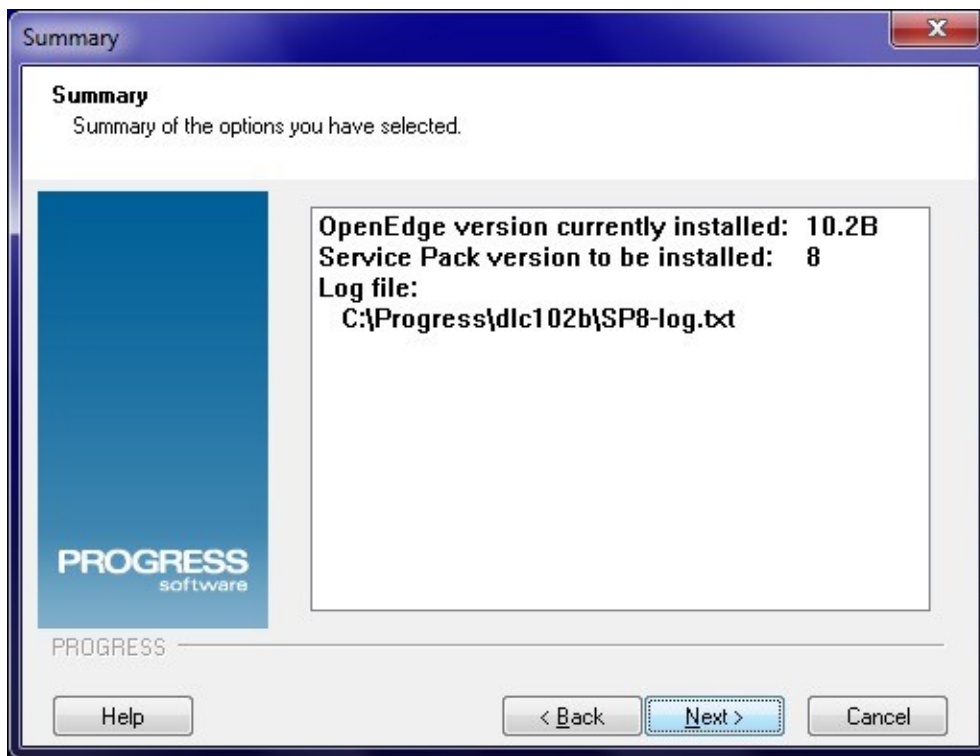 Summary
X
Summary
Summary of the options you have selected.
OpenEdge version currently installed: 10.2B
Service Pack version to be installed: 8
Log file:
C:\Progress\dlc102b\SP8-log.txt
PROGRESS
software
PROGRESS
Help
< Back
Next >
Cancel